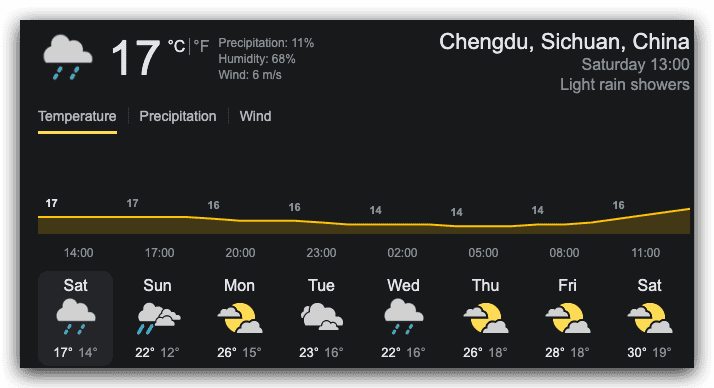 17 °C | °F
Precipitation: 11%
Humidity: 68%
Wind: 6 m/s
Chengdu, Sichuan, China
Saturday 13:00
Light rain showers
Temperature | Precipitation | Wind
17 17 16 16 14 14 14 16
14:00 17:00 20:00 23:00 02:00 05:00 08:00 11:00
Sat Sun Mon Tue Wed Thu Fri Sat
17° 14° 22° 12° 26° 15° 23° 16° 22° 16° 26° 18° 28° 18° 30° 19°